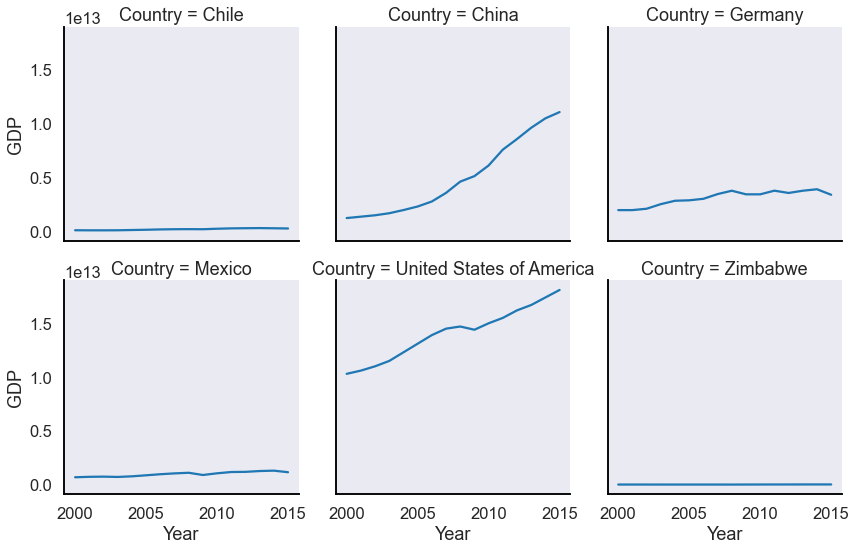 1e13
Country = Chile
Country = China
Country = Germany
1.5
1.0
0.5
0.0
GDP
1e13
Country = Mexico
Country = United States of America
Country = Zimbabwe
1.5
1.0
0.5
0.0
GDP
2000 2005 2010 2015
2000 2005 2010 2015
2000 2005 2010 2015
Year
Year
Year